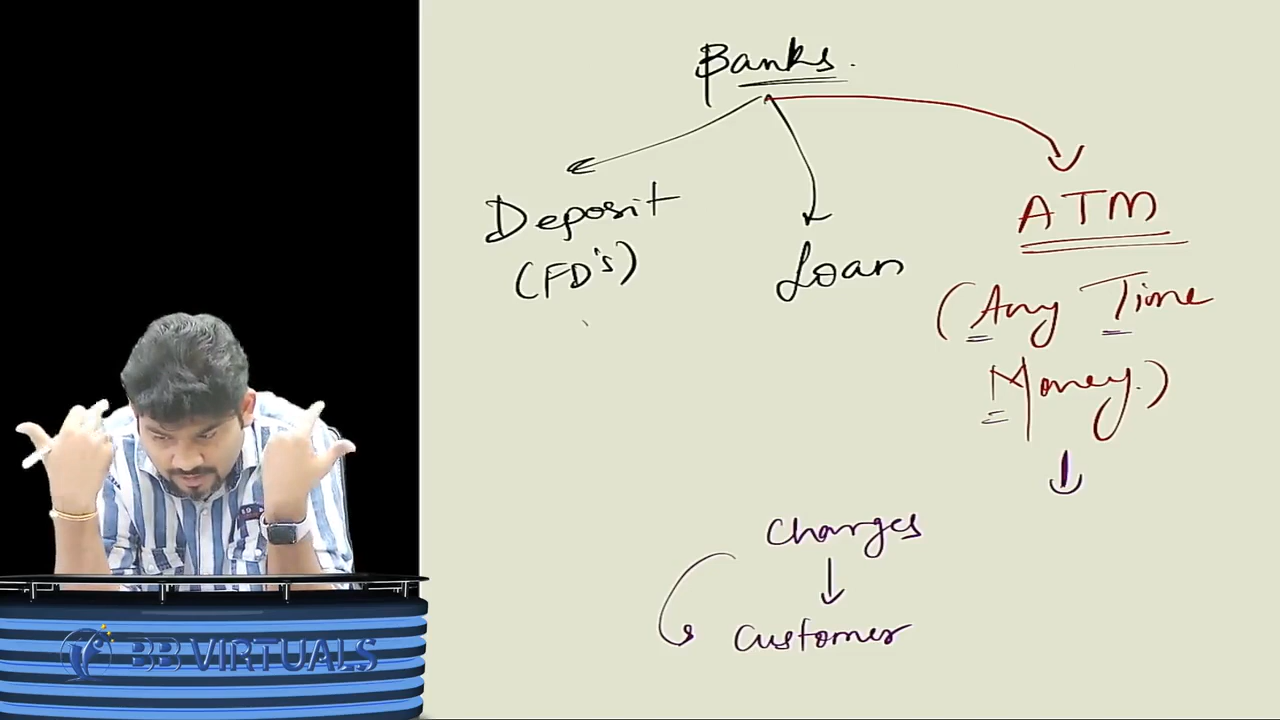 Banks.
Deposit
(FD's)
Loan
ATM
(Any Time
Money.)
Charges
Customer
BB VIRTUALS